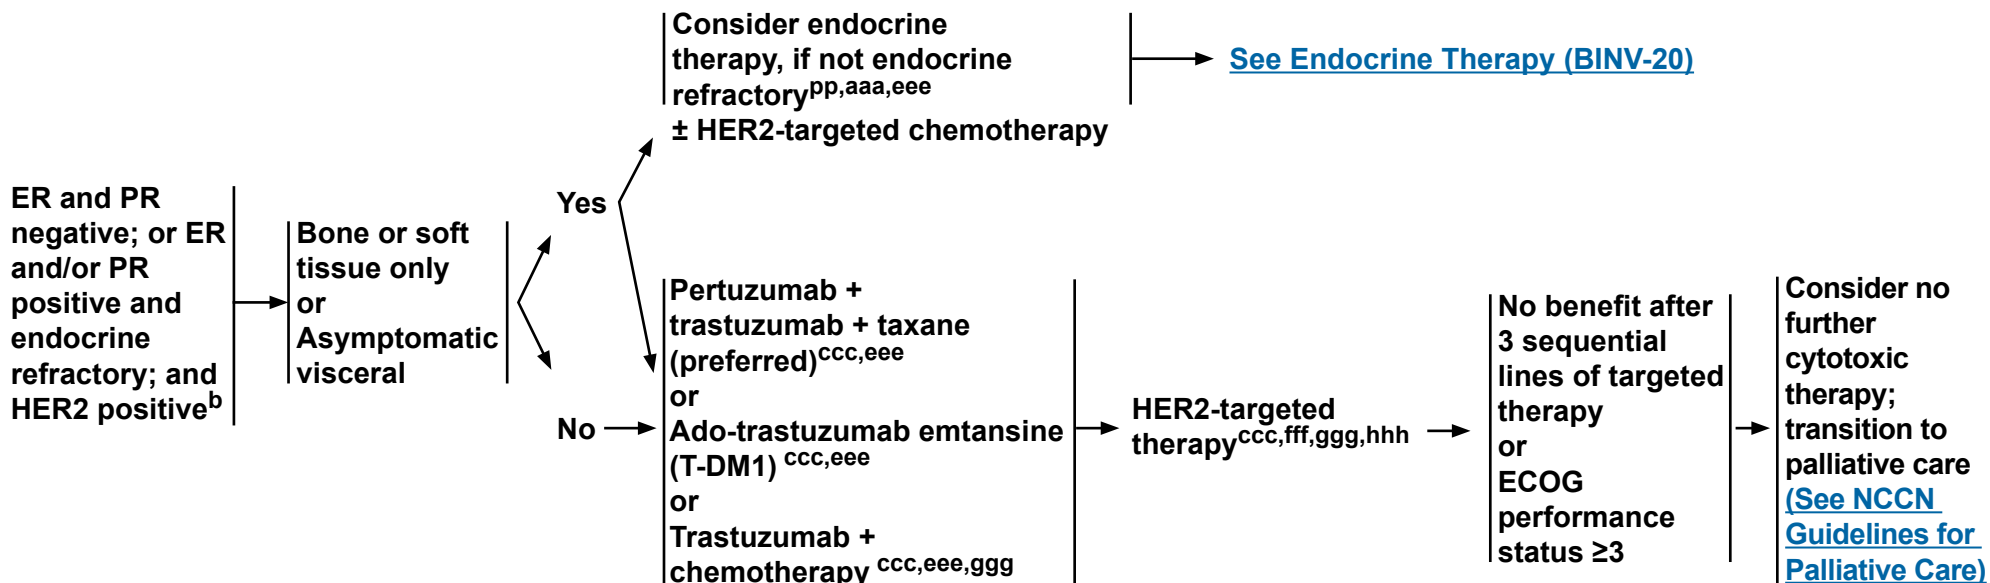 Consider endocrine
therapy, if not endocrine
refractorypp,aaa,eee
± HER2-targeted chemotherapy
See Endocrine Therapy (BINV-20)
ER and PR
negative; or ER
and/or PR
positive and
endocrine
refractory; and
HER2 positiveb
Bone or soft
tissue only
or
Asymptomatic
visceral
Yes
No
Pertuzumab +
trastuzumab + taxane
(preferred)ccc,eee
or
Ado-trastuzumab emtansine
(T-DM1) ccc,eee
or
Trastuzumab +
chemotherapy ccc,eee,ggg
HER2-targeted
therapyccc,fff,ggg,hhh
No benefit after
3 sequential
lines of targeted
therapy
or
ECOG
performance
status ≥3
Consider no
further
cytotoxic
therapy;
transition to
palliative care
(See NCCN
Guidelines for
Palliative Care)